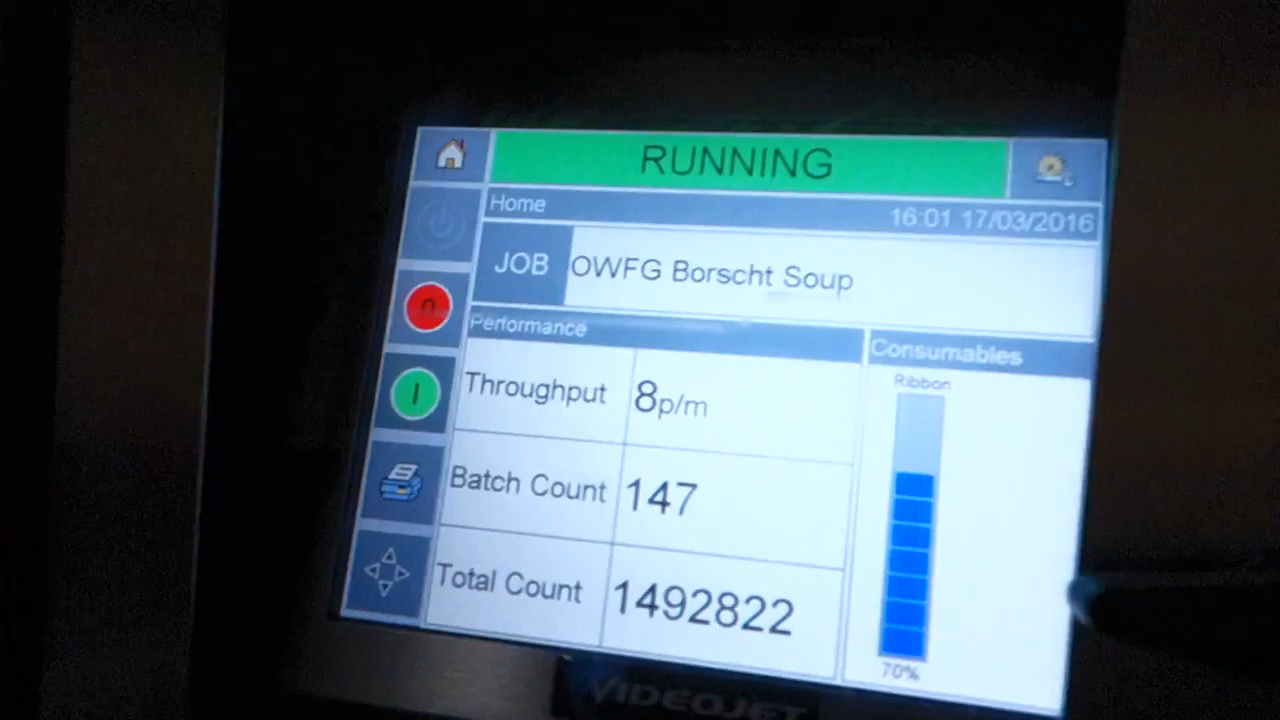 RUNNING
Home
16:01 17/03/2016
JOB
OWFG Borscht Soup
Performance
Consumables
Throughput
8p/m
Batch Count
147
Total Count
1492822
Ribbon
70%
VIDEOJET